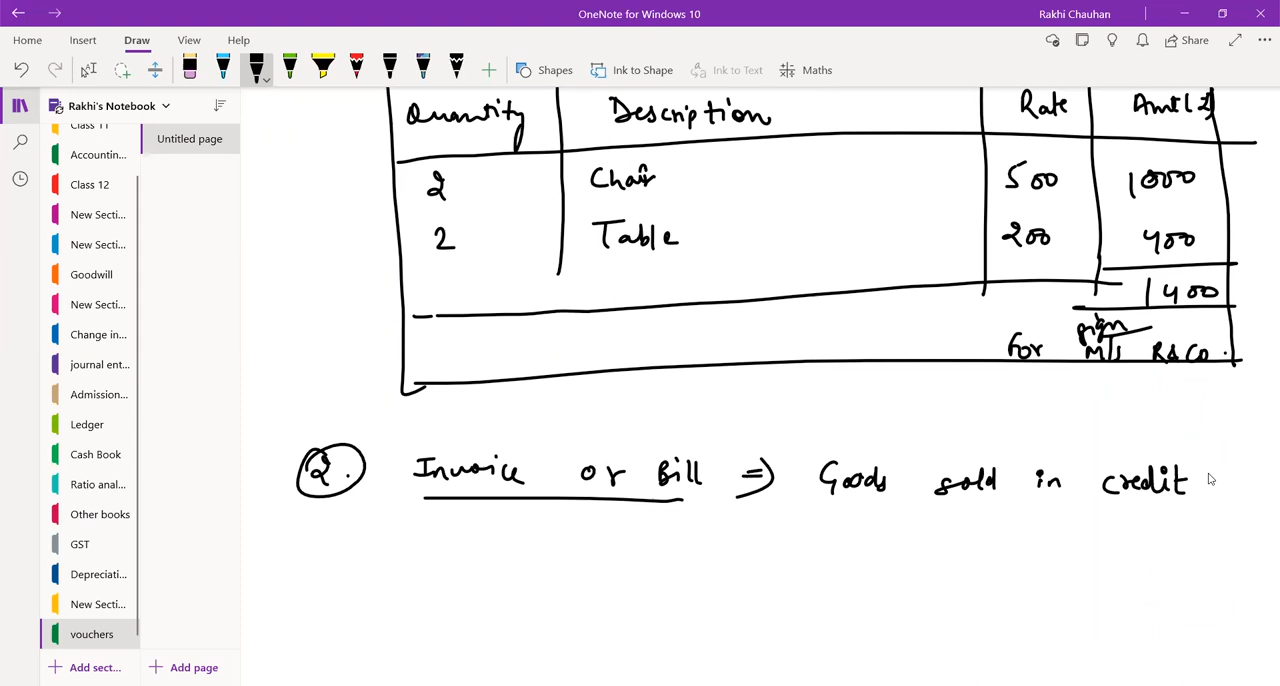 OneNote for Windows 10
Rakhi Chauhan
Home Insert Draw View Help
Share
Shapes Ink to Shape Ink to Text Maths
Rakhi's Notebook
Class 11
Untitled page
Accountin...
Class 12
New Secti...
New Secti...
Goodwill
New Secti...
Change in...
journal ent...
Admission...
Ledger
Cash Book
Ratio anal...
Other books
GST
Depreciati...
New Secti...
vouchers
Add sect...
Add page
Quantity Description Rate
2 Chair 500 1000
2 Table 200 400
1400
sign
For M/s R&Co.
2. Invoice or Bill => Goods sold in credit